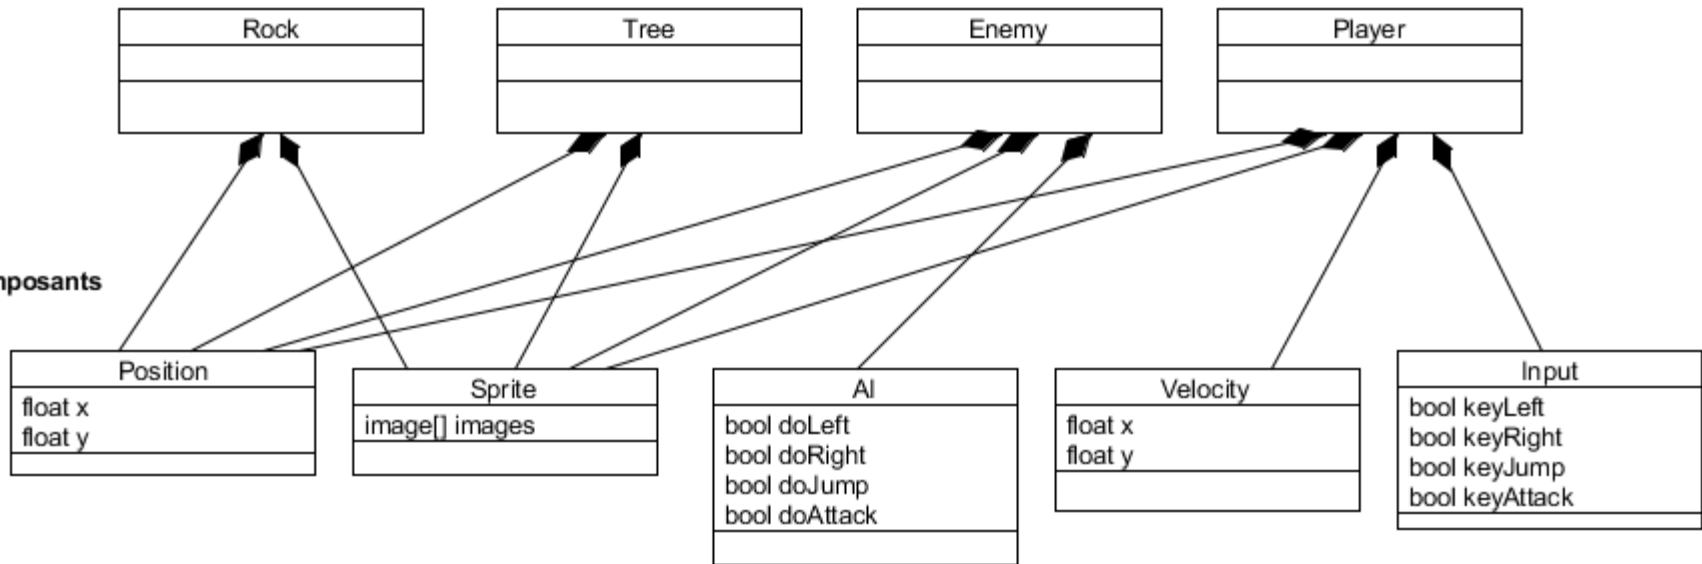 Rock
Tree
Enemy
Player
mposants
Position
float x
float y
Sprite
image[] images
AI
bool doLeft
bool doRight
bool doJump
bool doAttack
Velocity
float x
float y
Input
bool keyLeft
bool keyRight
bool keyJump
bool keyAttack